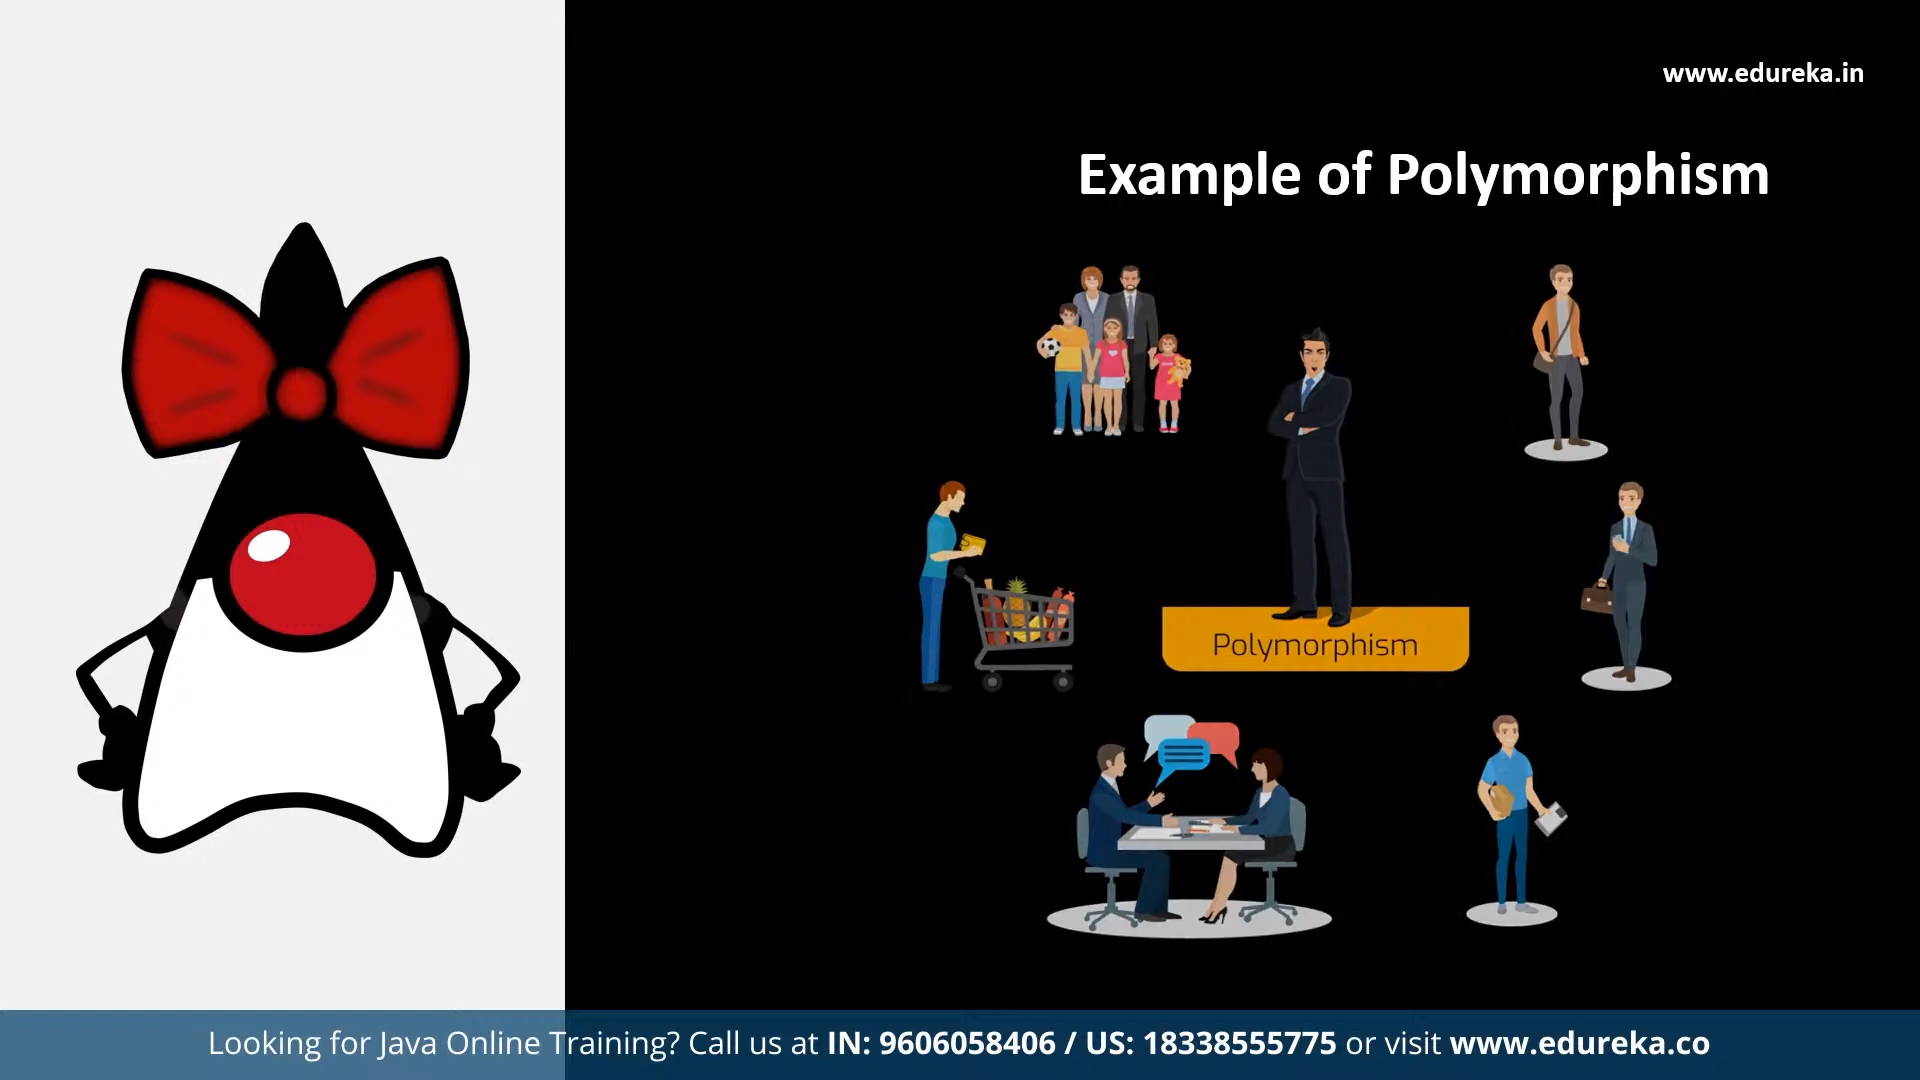 www.edureka.in
Example of Polymorphism
Polymorphism
Looking for Java Online Training? Call us at IN: 9606058406 / US: 18338555775 or visit www.edureka.co